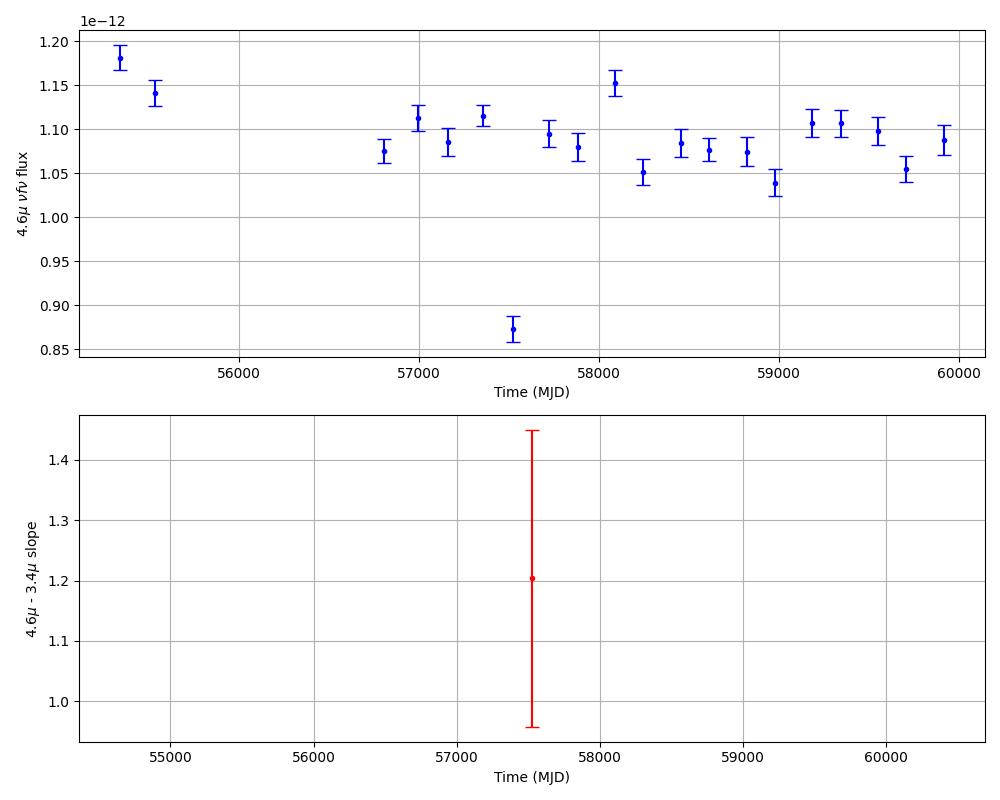 1e−12
1.20
1.15
1.10
1.05
1.00
0.95
0.90
0.85
4.6μ νfν flux
56000 57000 58000 59000 60000
Time (MJD)
1.4
1.3
1.2
1.1
1.0
4.6μ - 3.4μ slope
55000 56000 57000 58000 59000 60000
Time (MJD)